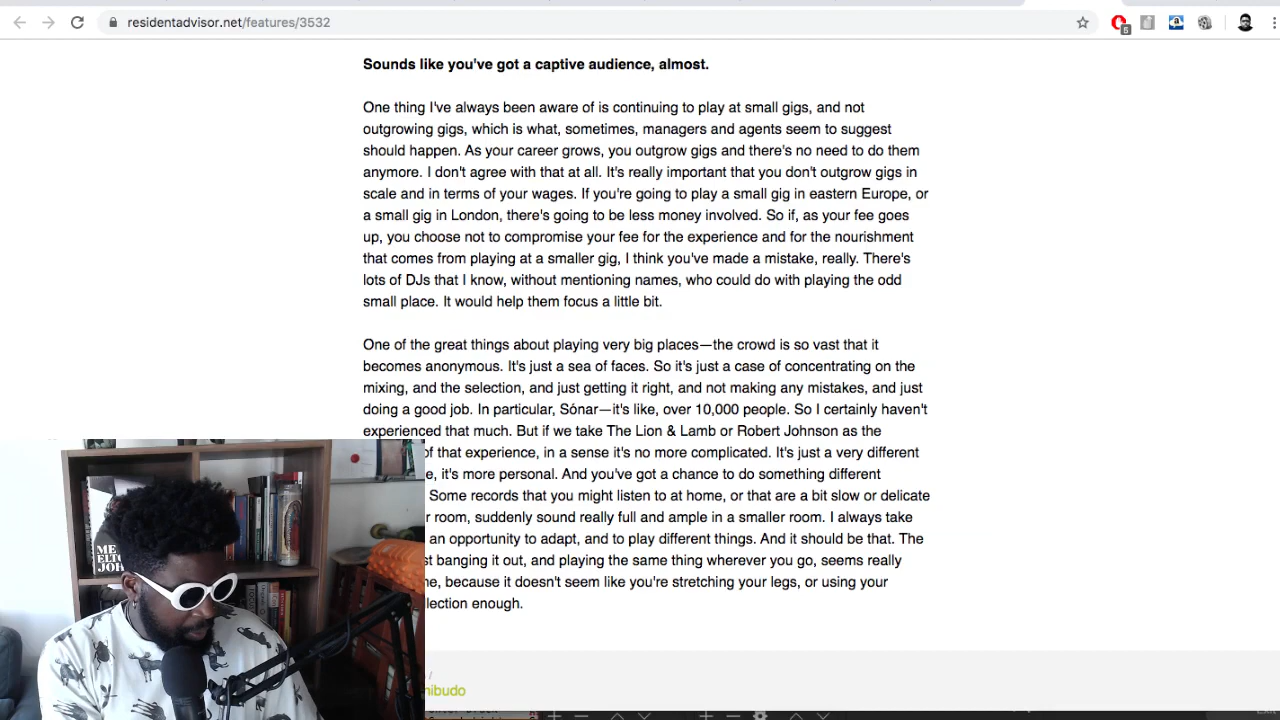 residentadvisor.net/features/3532
5
Sounds like you've got a captive audience, almost.
One thing I've always been aware of is continuing to play at small gigs, and not
outgrowing gigs, which is what, sometimes, managers and agents seem to suggest
should happen. As your career grows, you outgrow gigs and there's no need to do them
anymore. I don't agree with that at all. It's really important that you don't outgrow gigs in
scale and in terms of your wages. If you're going to play a small gig in eastern Europe, or
a small gig in London, there's going to be less money involved. So if, as your fee goes
up, you choose not to compromise your fee for the experience and for the nourishment
that comes from playing at a smaller gig, I think you've made a mistake, really. There's
lots of DJs that I know, without mentioning names, who could do with playing the odd
small place. It would help them focus a little bit.
One of the great things about playing very big places—the crowd is so vast that it
becomes anonymous. It's just a sea of faces. So it's just a case of concentrating on the
mixing, and the selection, and just getting it right, and not making any mistakes, and just
doing a good job. In particular, Sónar—it's like, over 10,000 people. So I certainly haven't
experienced that much. But if we take The Lion & Lamb or Robert Johnson as the
of that experience, in a sense it's no more complicated. It's just a very different
e, it's more personal. And you've got a chance to do something different
Some records that you might listen to at home, or that are a bit slow or delicate
r room, suddenly sound really full and ample in a smaller room. I always take
an opportunity to adapt, and to play different things. And it should be that. The
st banging it out, and playing the same thing wherever you go, seems really
ne, because it doesn't seem like you're stretching your legs, or using your
llection enough.
/
hibudo
ME
ELTO
JOH